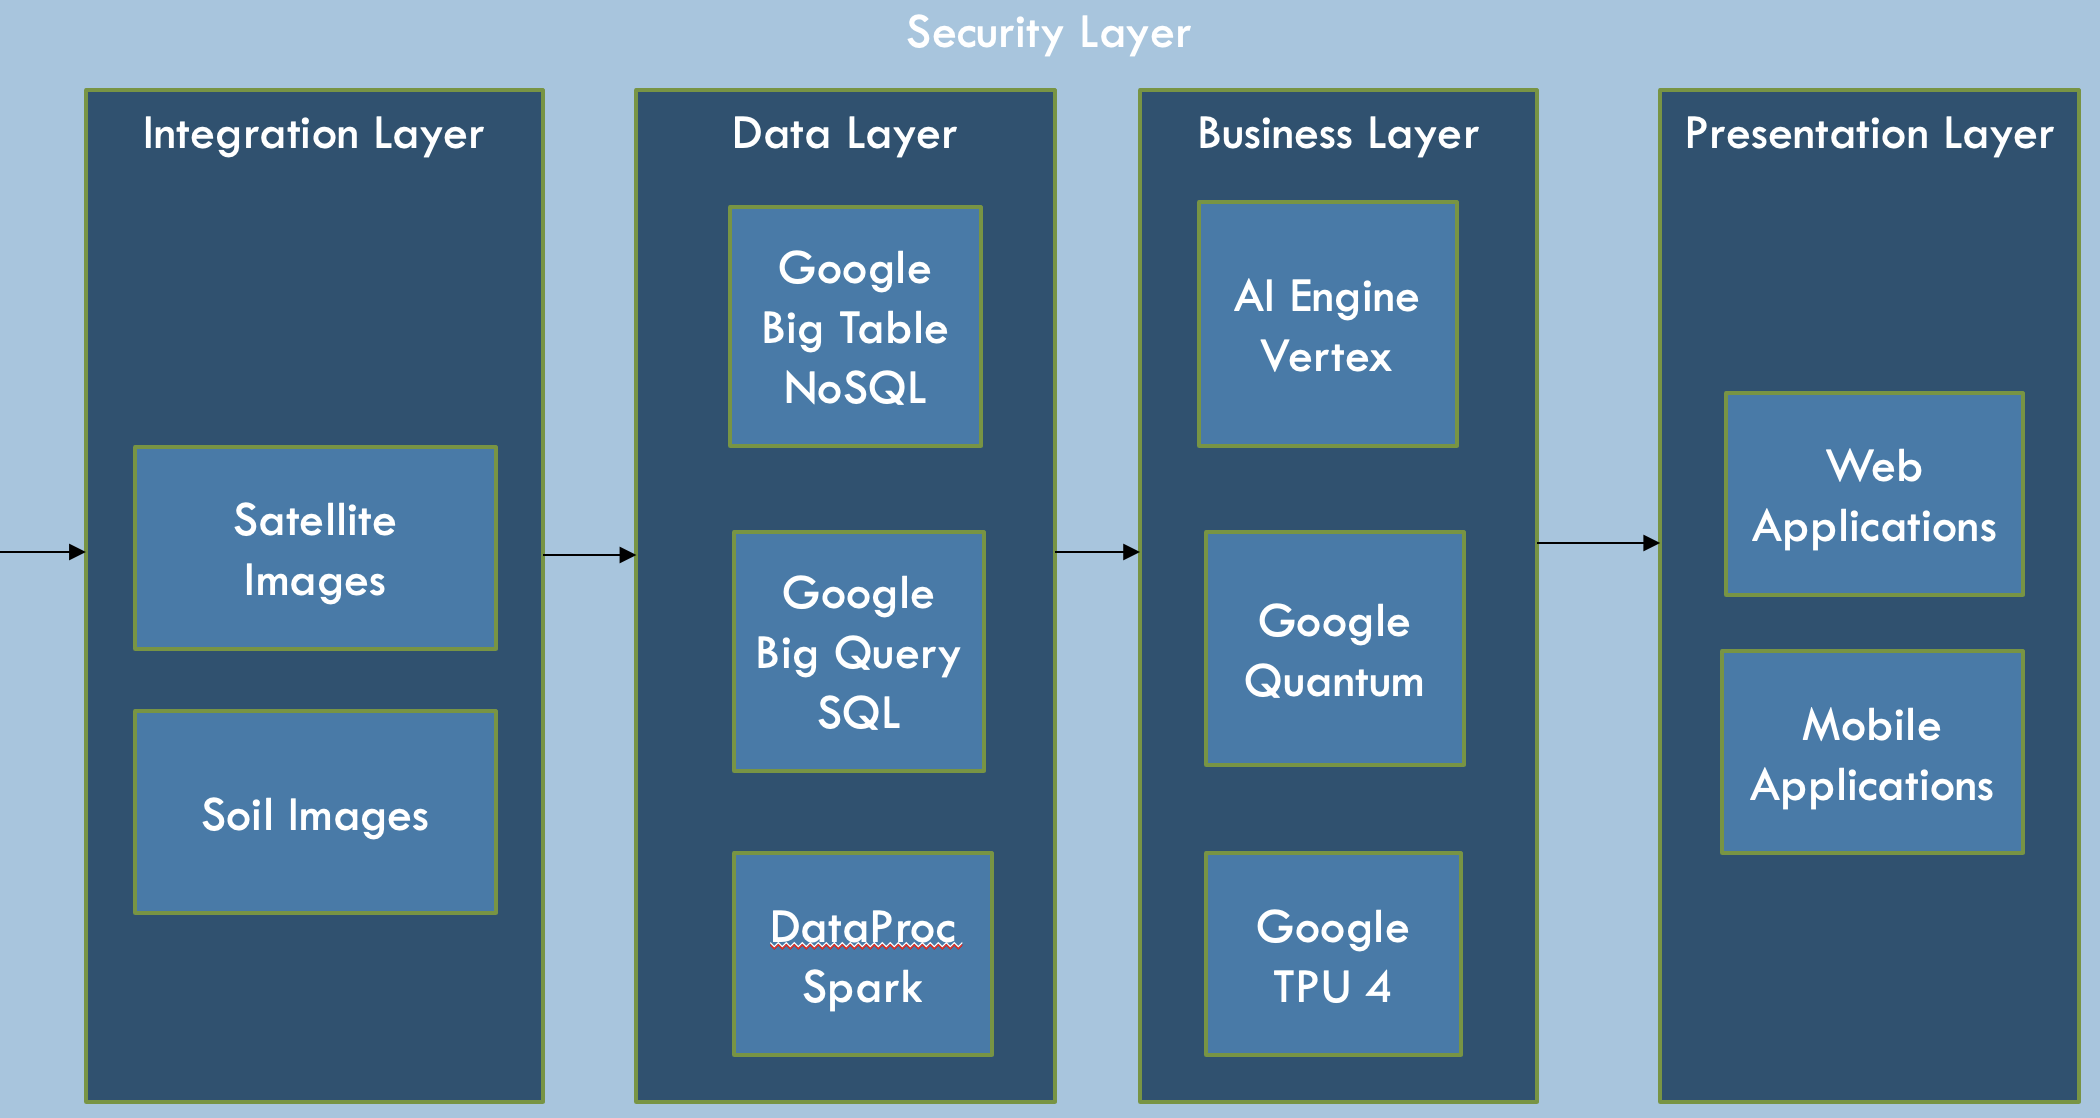 Security Layer
Integration Layer
Satellite
Images
Soil Images
Data Layer
Google
Big Table
NoSQL
Google
Big Query
SQL
DataProc
Spark
Business Layer
AI Engine
Vertex
Google
Quantum
Google
TPU 4
Presentation Layer
Web
Applications
Mobile
Applications